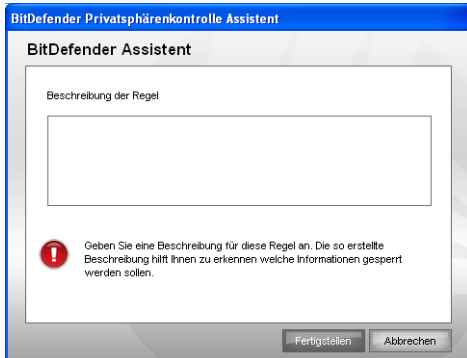 BitDefender Privatsphärenkontrolle Assistent
BitDefender Assistent
Beschreibung der Regel
Geben Sie eine Beschreibung für diese Regel an. Die so erstellte
Beschreibung hilft Ihnen zu erkennen welche Informationen gesperrt
werden sollen.
Fertigstellen
Abbrechen